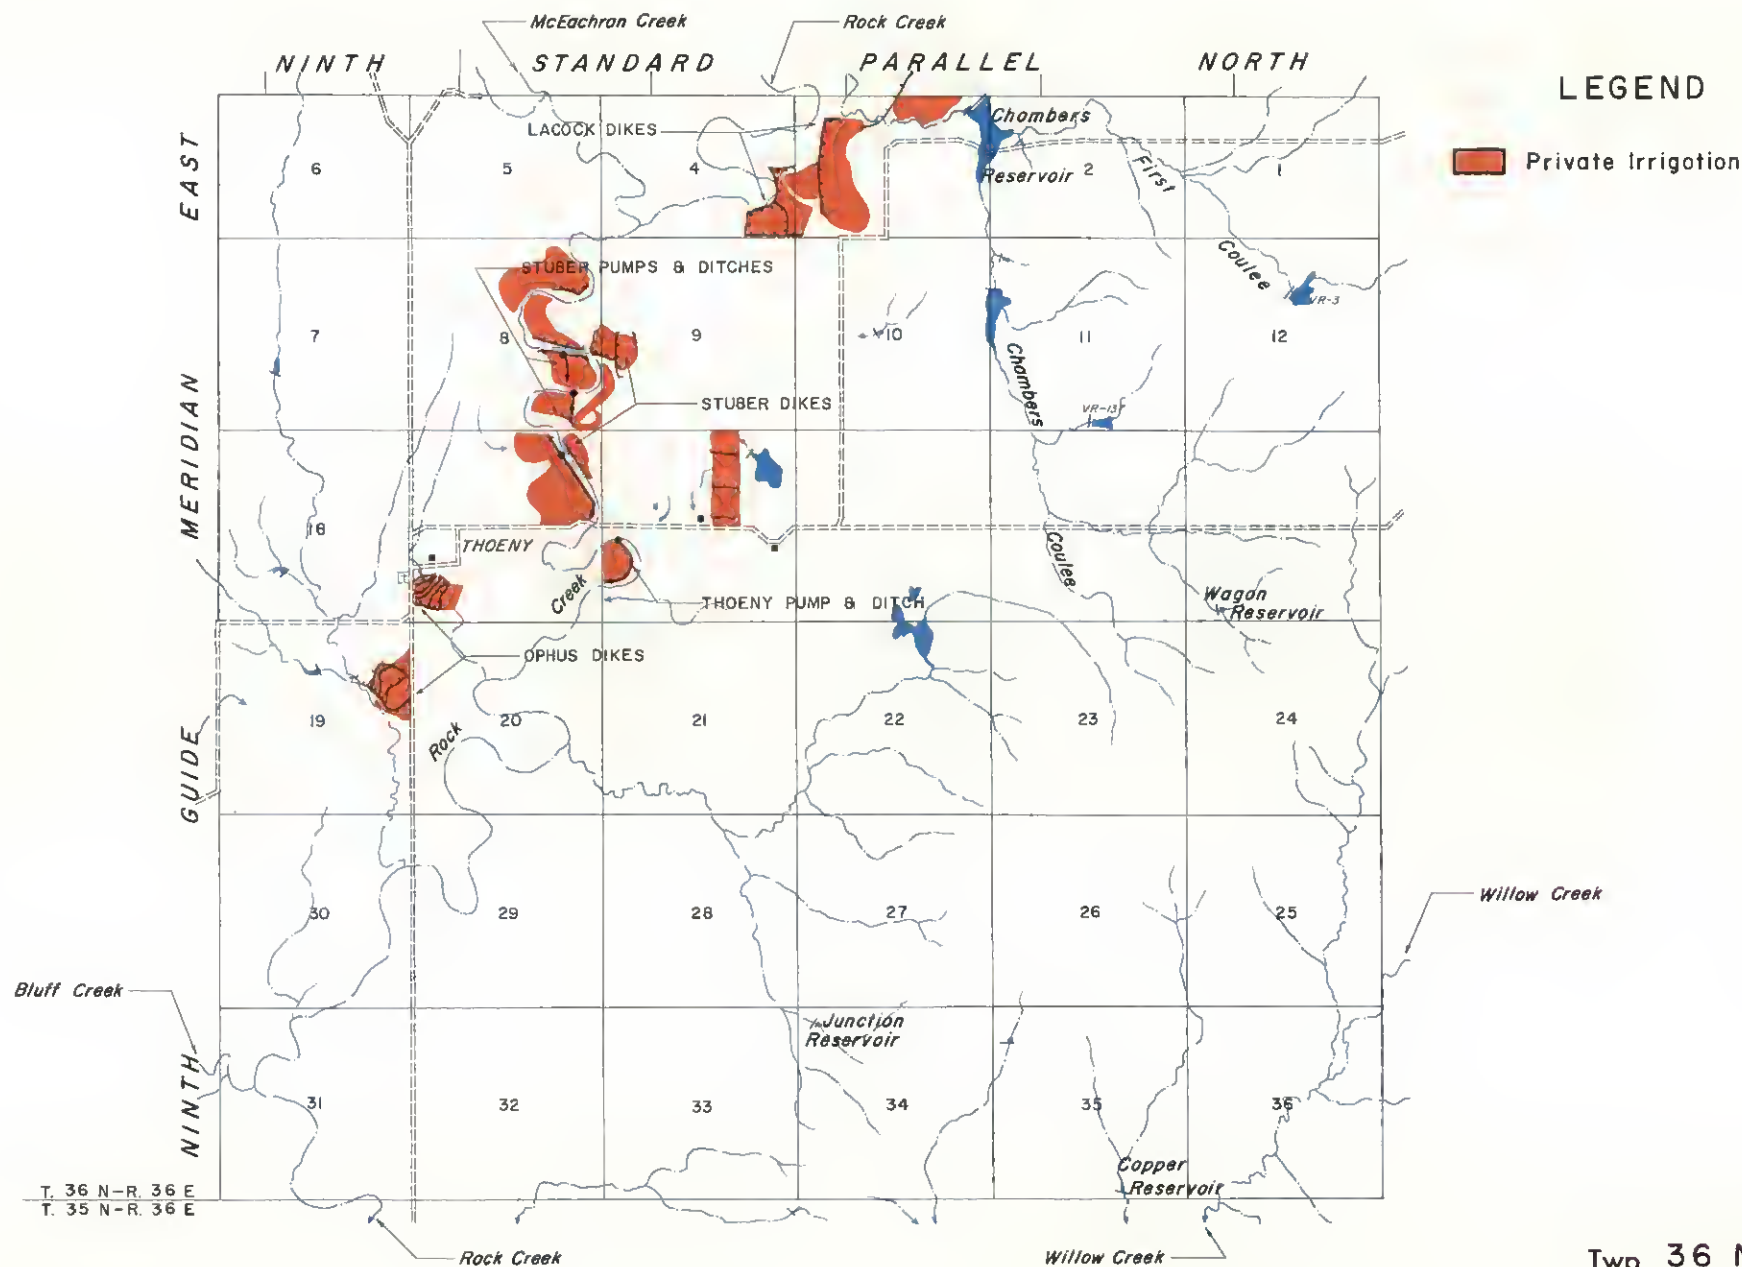 McEachron Creek
Rock Creek
NINTH STANDARD PARALLEL NORTH
LEGEND
Private Irrigation
EAST
MERIDIAN
GUIDE
NINTH
LACOCK DIKES
Chambers
Reservoir
6
5
4
2
1
First
Coulee
STUBER PUMPS & DITCHES
VR-3
7
8
9
10
11
12
Chambers
Coulee
STUBER DIKES
VR-13
18
THOENY
Creek
THOENY PUMP & DITCH
Wagon
Reservoir
OPHUS DIKES
19
20
21
22
23
24
Rock
30
29
28
27
26
25
Willow Creek
Bluff Creek
Junction
Reservoir
31
32
33
34
35
36
Copper
Reservoir
T. 36 N-R. 36 E
T. 35 N-R. 36 E
Rock Creek
Willow Creek
Twp. 36 N